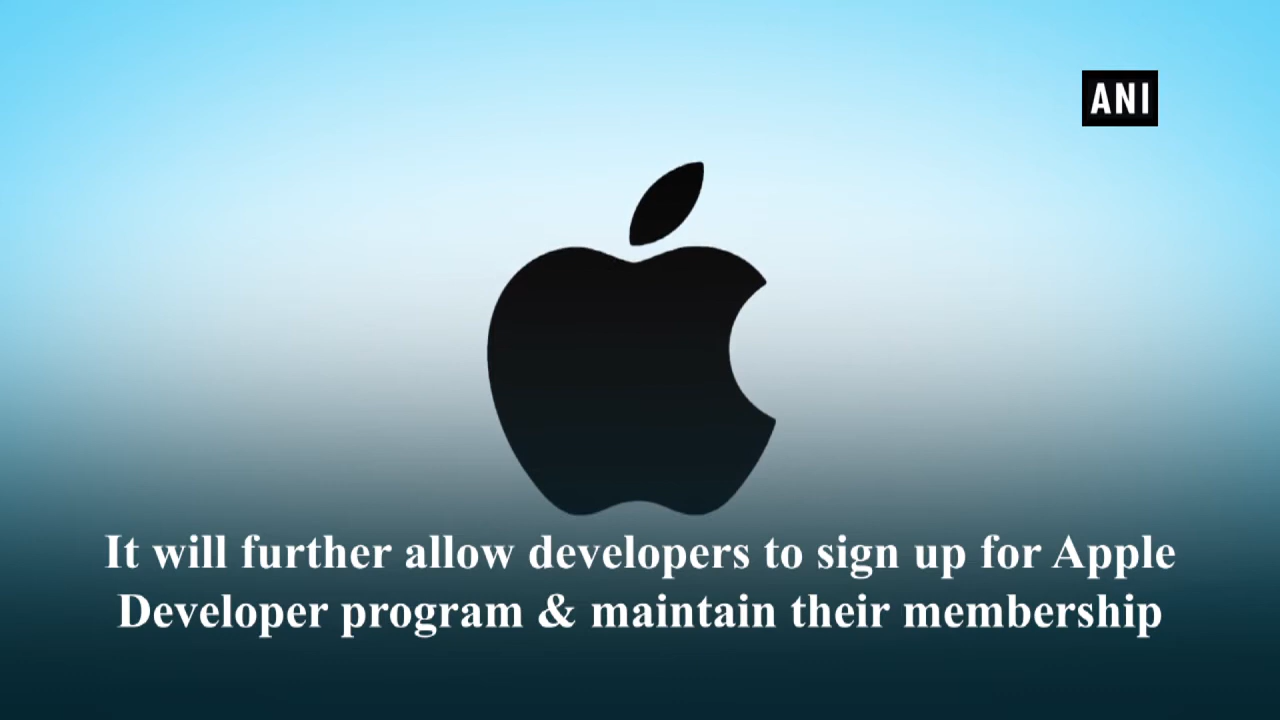 ANI
It will further allow developers to sign up for Apple
Developer program & maintain their membership